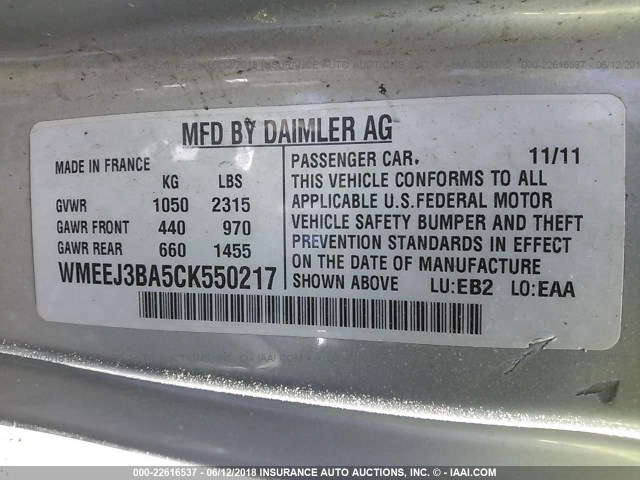 MFD BY DAIMLER AG
MADE IN FRANCE
KG LBS
GVWR 1050 2315
GAWR FRONT 440 970
GAWR REAR 660 1455
WMEEJ3BA5CK550217
PASSENGER CAR. 11/11
THIS VEHICLE CONFORMS TO ALL
APPLICABLE U.S.FEDERAL MOTOR
VEHICLE SAFETY BUMPER AND THEFT
PREVENTION STANDARDS IN EFFECT
ON THE DATE OF MANUFACTURE
SHOWN ABOVE LU:EB2 LO:EAA
000-22616537 - 06/12/2018 INSURANCE AUTO AUCTIONS, INC. - © IAAI.COM